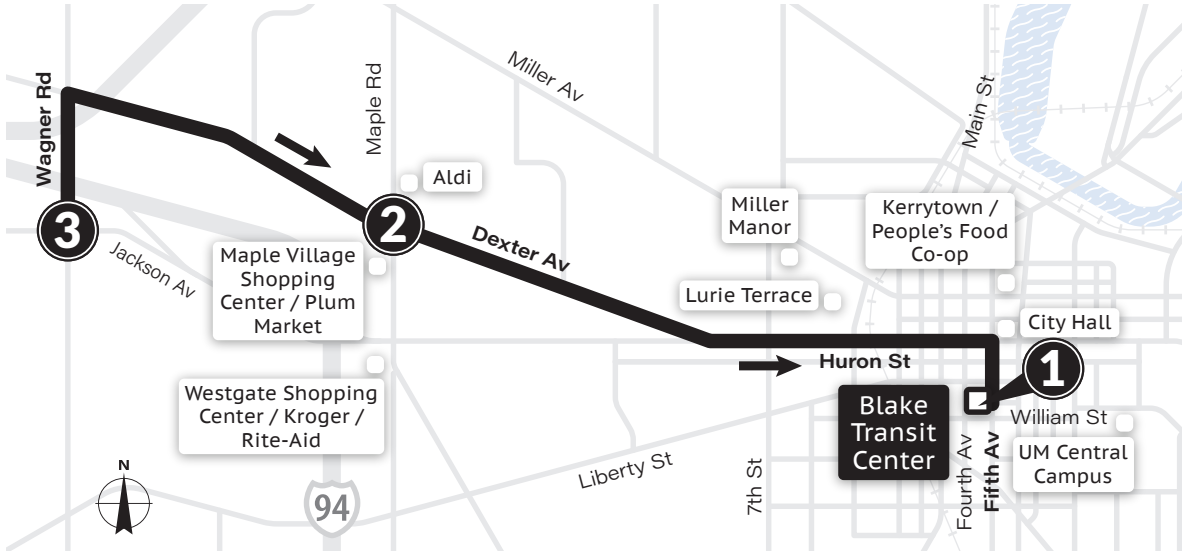 Wagner Rd
3
Jackson Av
Maple Rd
Aldi
2
Maple Village
Shopping
Center / Plum
Market
Westgate Shopping
Center / Kroger /
Rite-Aid
N
94
Miller Av
Dexter Av
Liberty St
Miller
Manor
Lurie Terrace
7th St
Main St
Kerrytown /
People's Food
Co-op
City Hall
Huron St
1
Blake
Transit
Center
William St
Fourth Av
Fifth Av
UM Central
Campus